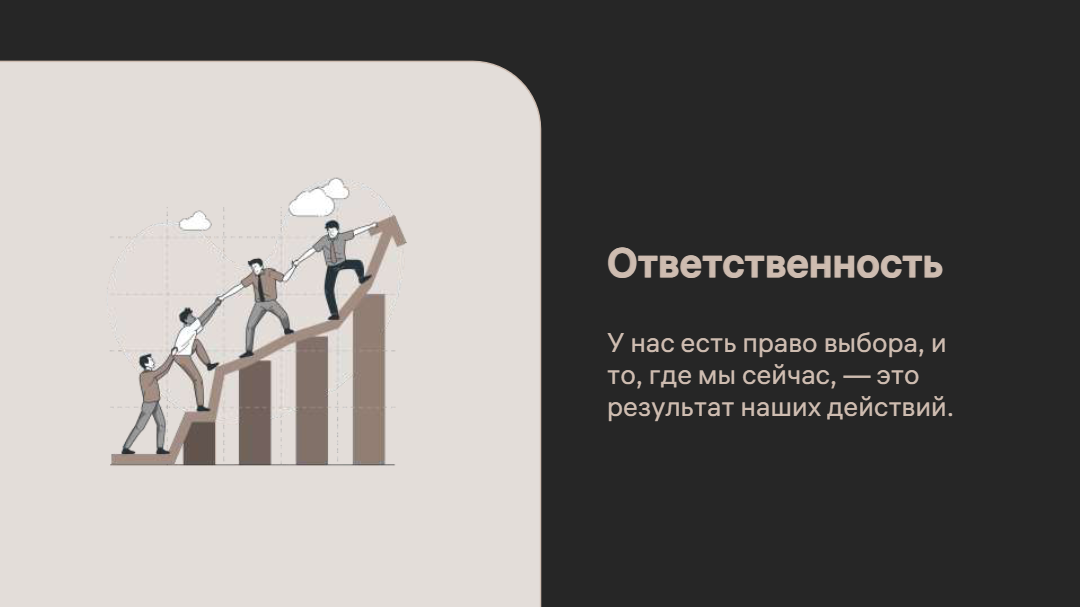 Ответственность
У нас есть право выбора, и
то, где мы сейчас, — это
результат наших действий.